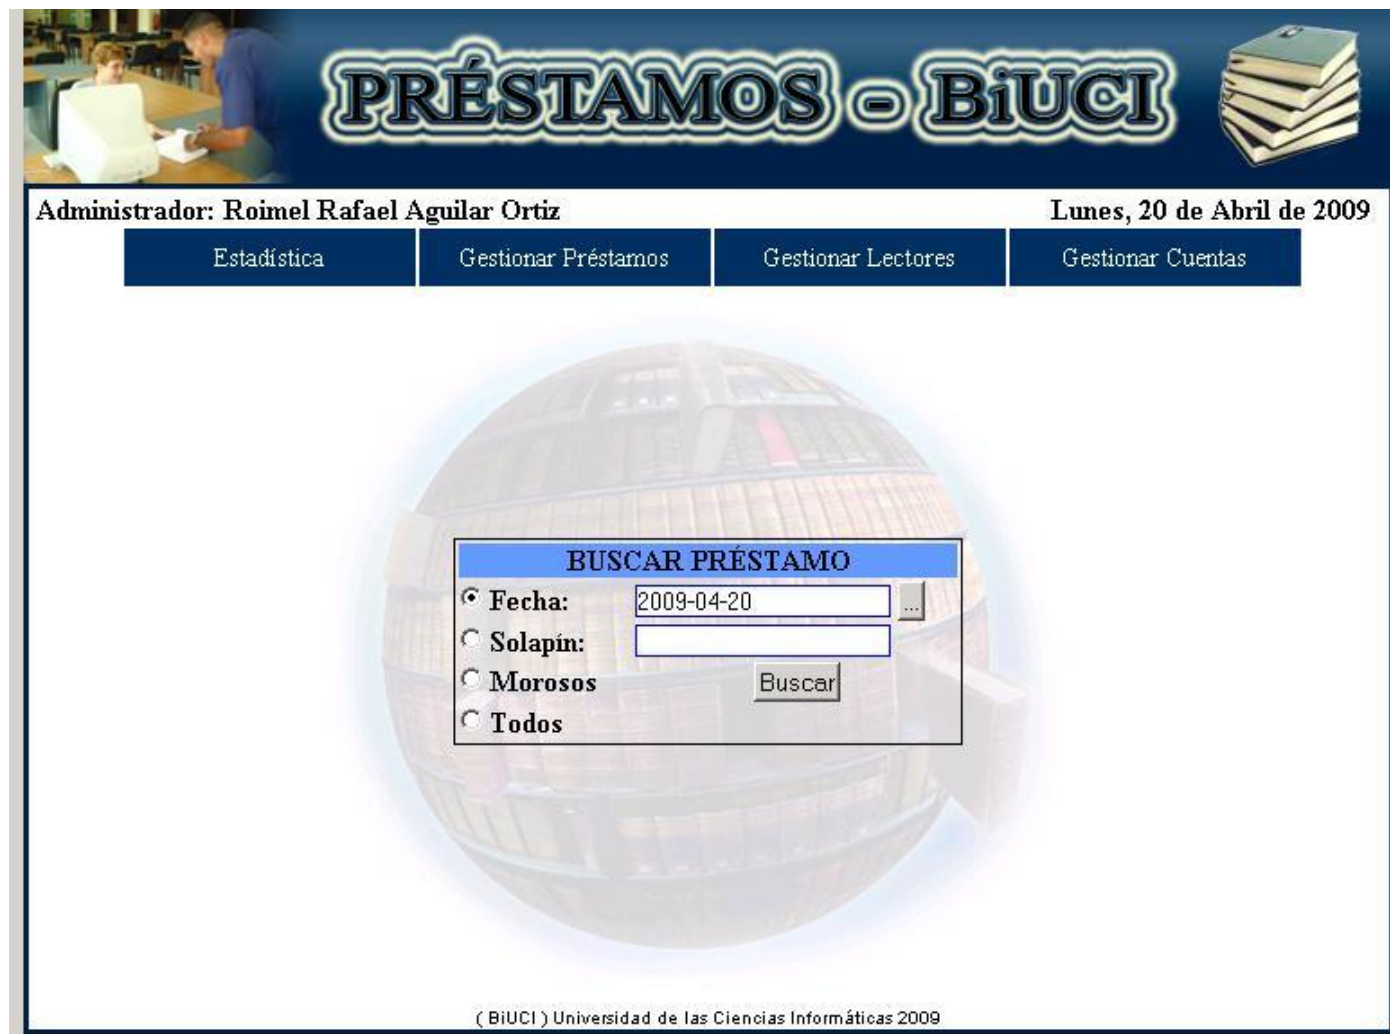 PRÉSTAMOS - BiUCI
Administrador: Roimel Rafael Aguilar Ortiz
Lunes, 20 de Abril de 2009
Estadística
Gestionar Préstamos
Gestionar Lectores
Gestionar Cuentas
BUSCAR PRÉSTAMO
Fecha: 2009-04-20 ...
Solapín:
Morosos Buscar
Todos
( BiUCI ) Universidad de las Ciencias Informáticas 2009